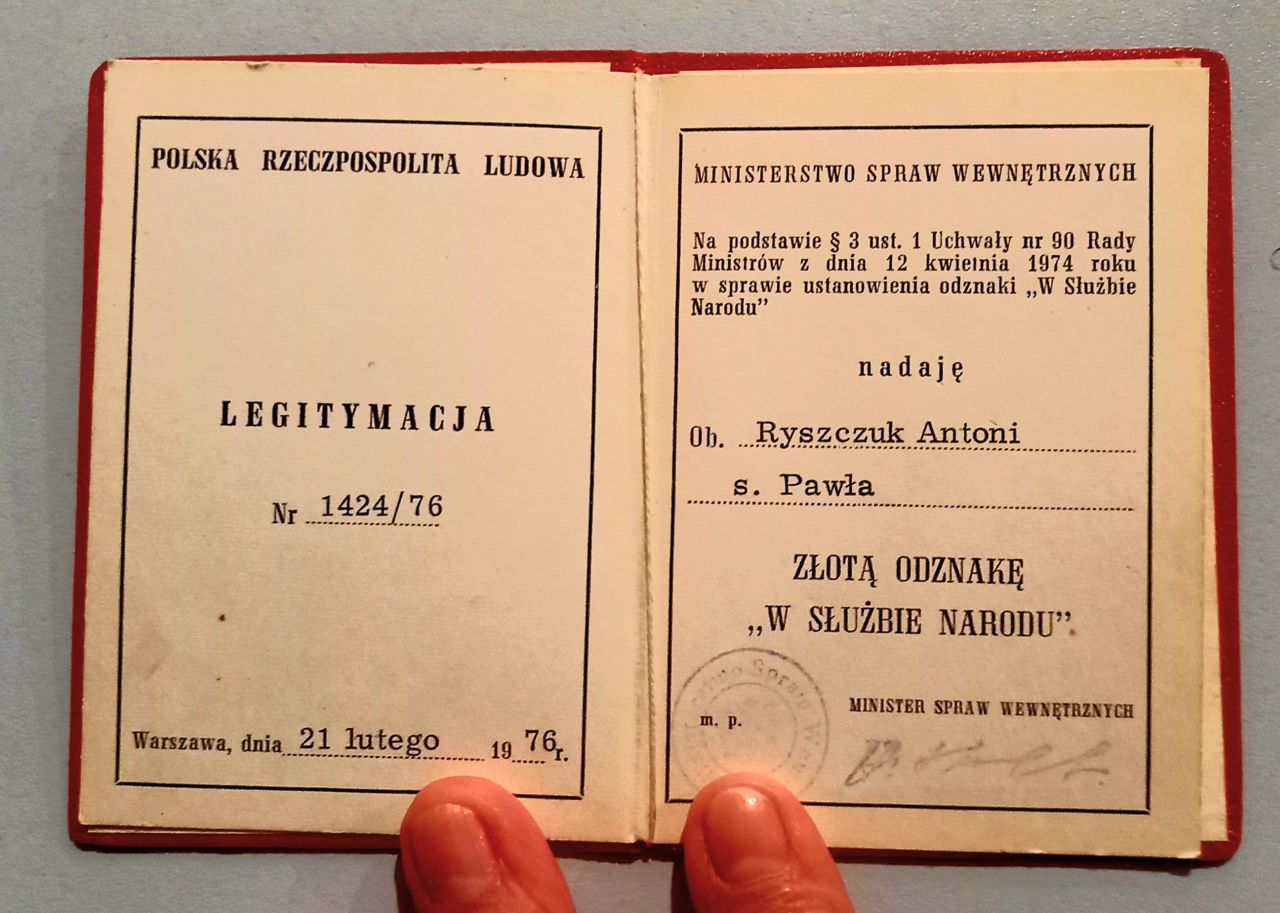 POLSKA RZECZPOSPOLITA LUDOWA
LEGITYMACJA
Nr 1424/76
Warszawa, dnia 21 lutego 1976 r.
MINISTERSTWO SPRAW WEWNĘTRZNYCH
Na podstawie § 3 ust. 1 Uchwały nr 90 Rady
Ministrów z dnia 12 kwietnia 1974 roku
w sprawie ustanowienia odznaki „W Służbie
Narodu”
nadaję
Ob. Ryszczuk Antoni
s. Pawła
ZŁOTĄ ODZNAKĘ
„W SŁUŻBIE NARODU”
Spraw
m. p.
MINISTER SPRAW WEWNĘTRZNYCH